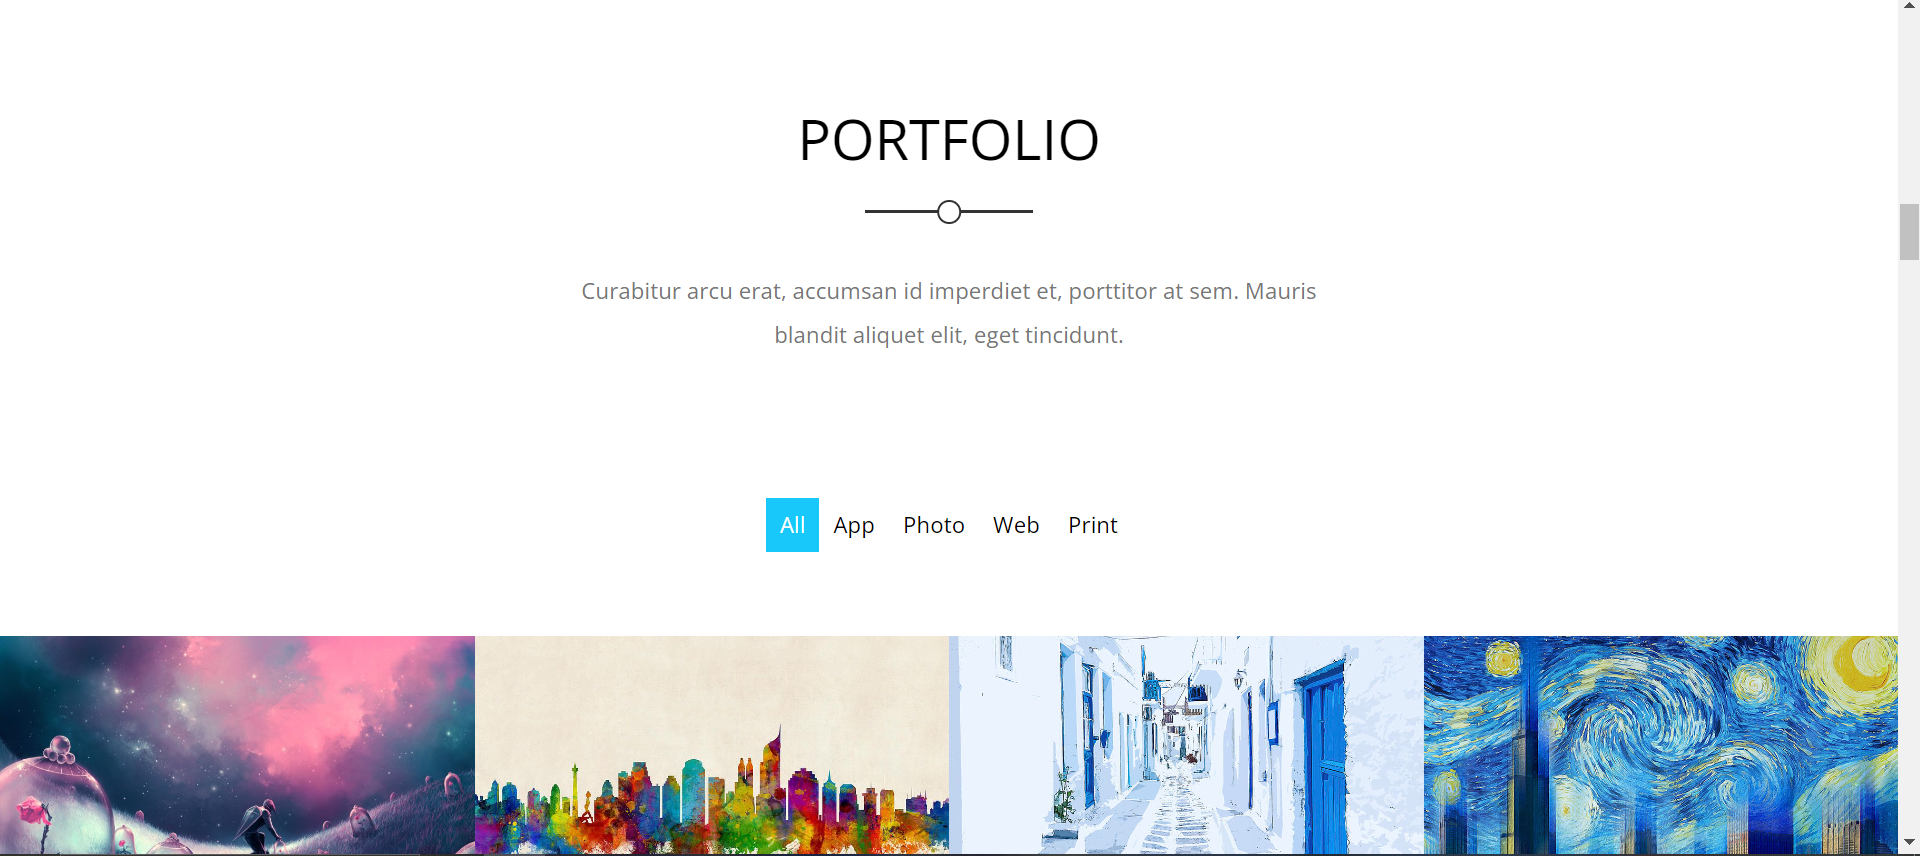 PORTFOLIO
Curabitur arcu erat, accumsan id imperdiet et, porttitor at sem. Mauris
blandit aliquet elit, eget tincidunt.
All App Photo Web Print